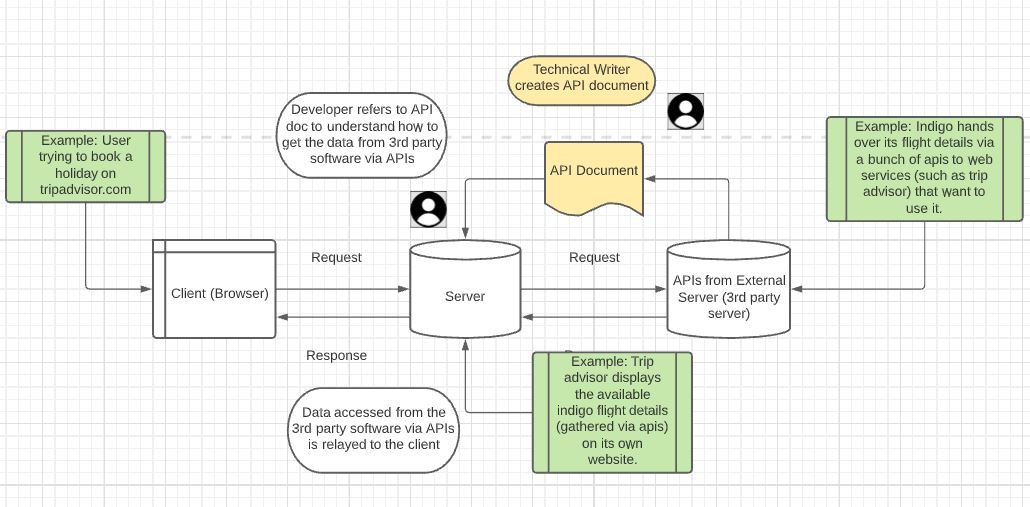 Technical Writer
creates API document
Developer refers to API
doc to understand how to
get the data from 3rd party
software via APIs
Example: User
trying to book a
holiday on
tripadvisor.com
Example: Indigo hands
over its flight details via
a bunch of apis to web
services (such as trip
advisor) that want to
use it.
API Document
Request
Request
Client (Browser)
Server
APIs from External
Server (3rd party
server)
Response
Example: Trip
advisor displays
the available
indigo flight details
(gathered via apis)
on its own
website.
Data accessed from the
3rd party software via APIs
is relayed to the client